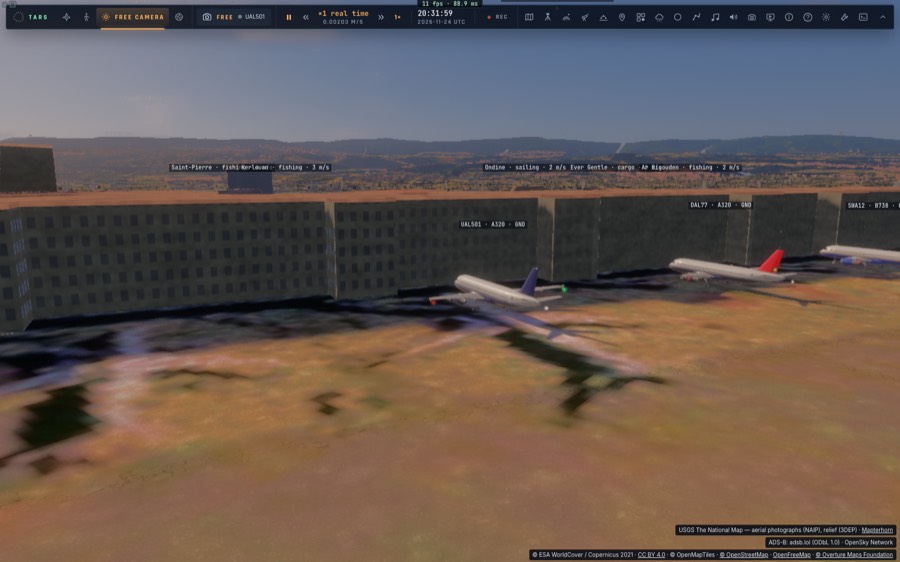 11 fps · 88.9 ms
TARS
FREE CAMERA
FREE
UAL501
×1 real time
0.00203 M/S
1×
20:31:59
2026-11-24 UTC
REC
Saint-Pierre · fishi
Kerlouan · fishing · 3 m/s
Ondine · sailing · 2 m/s
Ever Gentle · cargo
Ar Bigouden · fishing · 2 m/s
DAL77 · A320 · GND
SWA12 · B738 ·
UAL501 · A320 · GND
USGS The National Map — aerial photographs (NAIP), relief (3DEP) · Mapterhorn
ADS-B: adsb.lol (ODbL 1.0) · OpenSky Network
© ESA WorldCover / Copernicus 2021 · CC BY 4.0 · © OpenMapTiles · © OpenStreetMap · OpenFreeMap · © Overture Maps Foundation